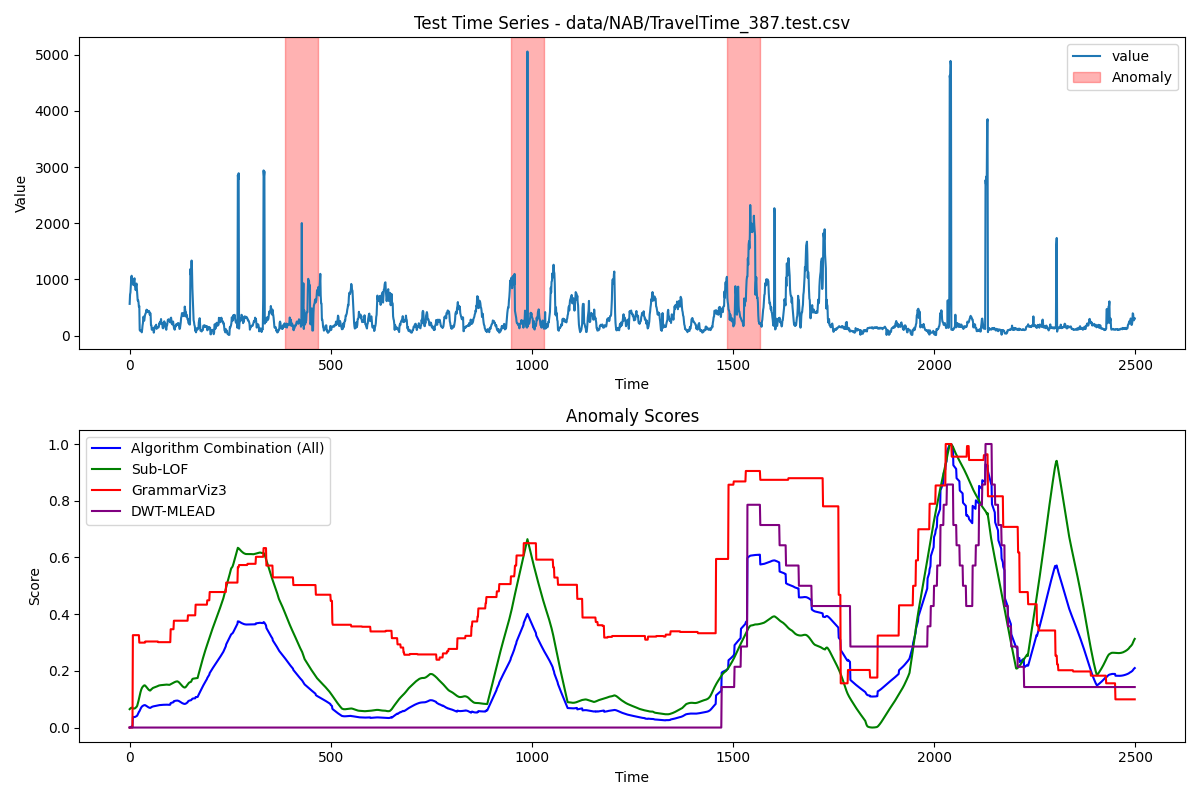 Test Time Series - data/NAB/TravelTime_387.test.csv
Value
5000
4000
3000
2000
1000
0
value
Anomaly
0 500 1000 1500 2000 2500
Time
Anomaly Scores
Score
1.0
0.8
0.6
0.4
0.2
0.0
Algorithm Combination (All)
Sub-LOF
GrammarViz3
DWT-MLEAD
0 500 1000 1500 2000 2500
Time